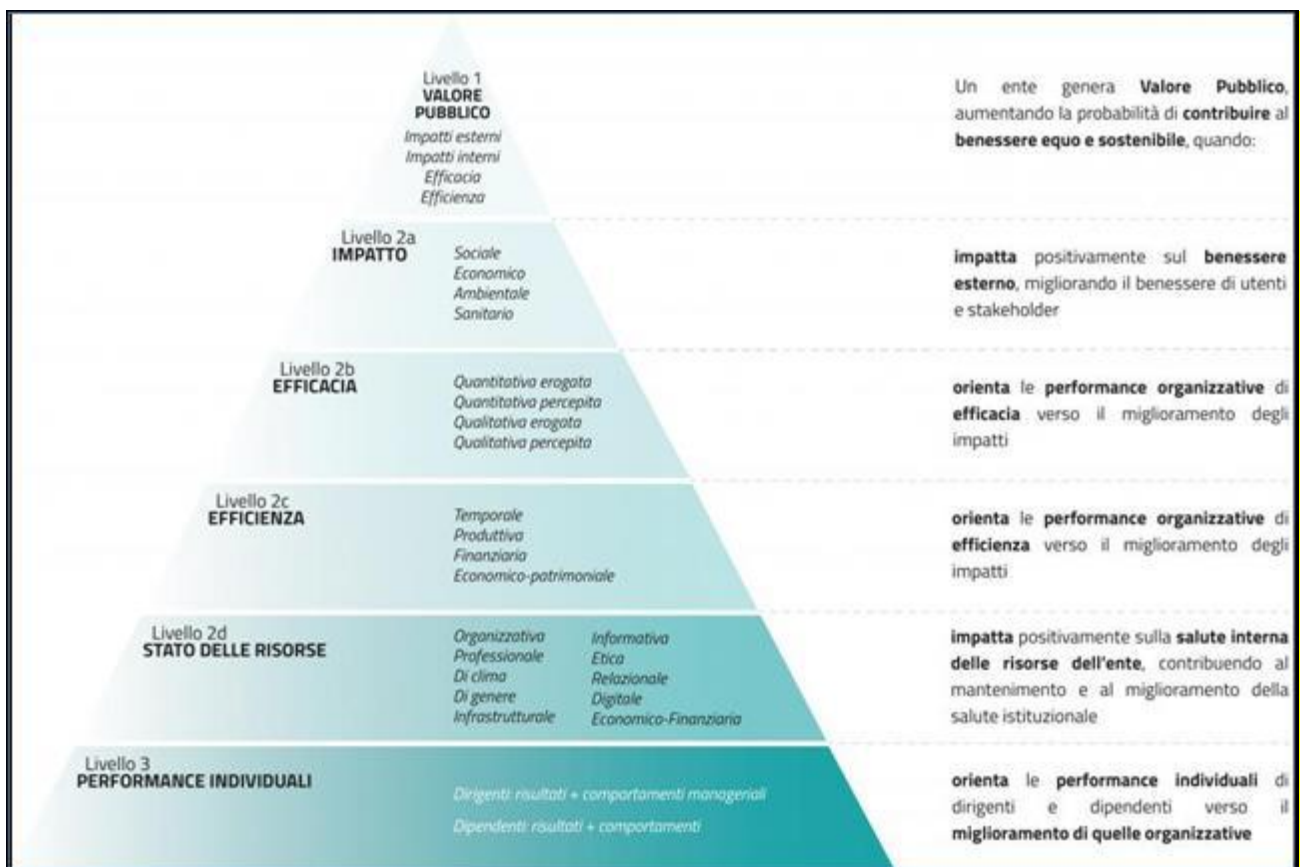 Livello 1
VALORE
PUBBLICO
Impatti esterni
Impatti interni
Efficacia
Efficienza
Un ente genera Valore Pubblico,
aumentando la probabilità di contribuire al
benessere equo e sostenibile, quando:
Livello 2a
IMPATTO
Sociale
Economico
Ambientale
Sanitario
impatta positivamente sul benessere
esterno, migliorando il benessere di utenti
e stakeholder
Livello 2b
EFFICACIA
Quantitativa erogata
Quantitativa percepita
Qualitativa erogata
Qualitativa percepita
orienta le performance organizzative di
efficacia verso il miglioramento degli
impatti
Livello 2c
EFFICIENZA
Temporale
Produttiva
Finanziaria
Economico-patrimoniale
orienta le performance organizzative di
efficienza verso il miglioramento degli
impatti
Livello 2d
STATO DELLE RISORSE
Organizzativa
Professionale
Di clima
Di genere
Infrastrutturale
Informativa
Etica
Relazionale
Digitale
Economico-Finanziaria
impatta positivamente sulla salute interna
delle risorse dell'ente, contribuendo al
mantenimento e al miglioramento della
salute istituzionale
Livello 3
PERFORMANCE INDIVIDUALI
Dirigenti: risultati + comportamenti manageriali
Dipendenti: risultati + comportamenti
orienta le performance individuali di
dirigenti e dipendenti verso il
miglioramento di quelle organizzative